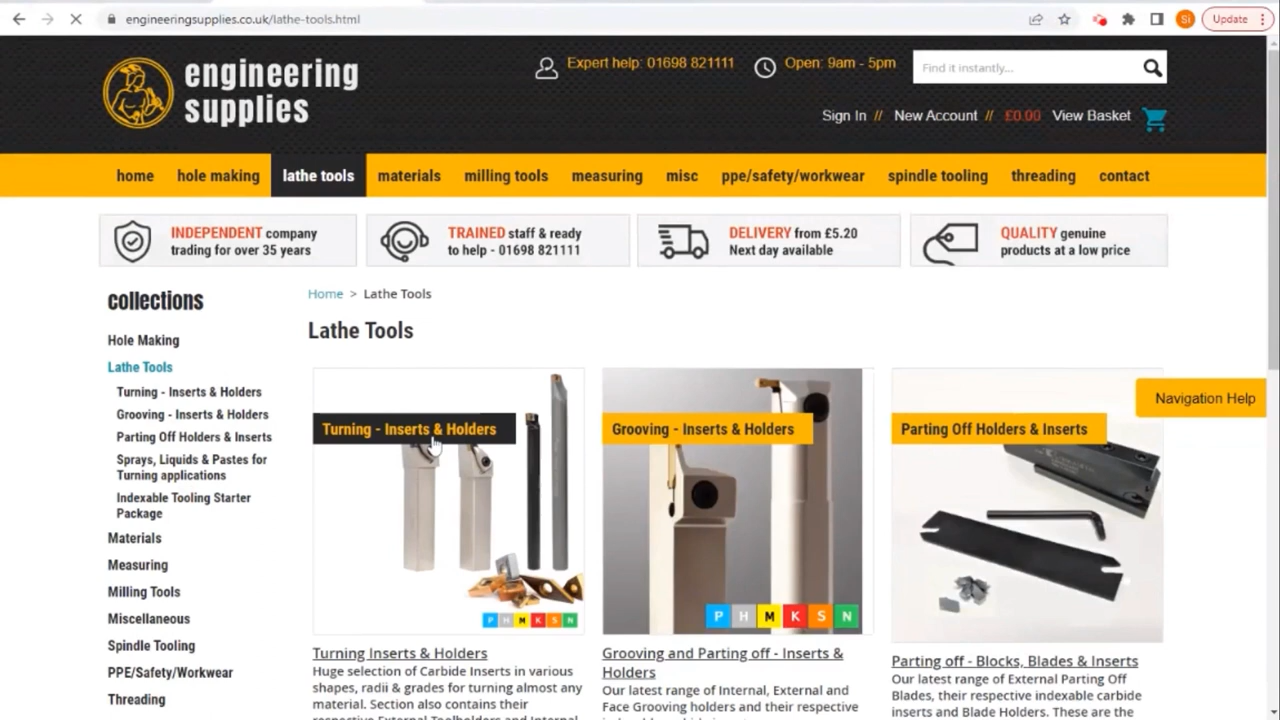 engineeringsupplies.co.uk/lathe-tools.html
Si
Update
engineering
supplies
Expert help: 01698 821111
Open: 9am - 5pm
Find it instantly...
Sign In // New Account // £0.00 View Basket
home
hole making
lathe tools
materials
milling tools
measuring
misc
ppe/safety/workwear
spindle tooling
threading
contact
INDEPENDENT company
trading for over 35 years
TRAINED staff & ready
to help - 01698 821111
DELIVERY from £5.20
Next day available
QUALITY genuine
products at a low price
collections
Hole Making
Lathe Tools
Turning - Inserts & Holders
Grooving - Inserts & Holders
Parting Off Holders & Inserts
Sprays, Liquids & Pastes for
Turning applications
Indexable Tooling Starter
Package
Materials
Measuring
Milling Tools
Miscellaneous
Spindle Tooling
PPE/Safety/Workwear
Threading
Home > Lathe Tools
Lathe Tools
Turning - Inserts & Holders
P H M K S N
Turning Inserts & Holders
Huge selection of Carbide Inserts in various
shapes, radii & grades for turning almost any
material. Section also contains their
respective External Toolholders and Internal
Grooving - Inserts & Holders
P H M K S N
Grooving and Parting off - Inserts &
Holders
Our latest range of Internal, External and
Face Grooving holders and their respective
Parting Off Holders & Inserts
Parting off - Blocks, Blades & Inserts
Our latest range of External Parting Off
Blades, their respective indexable carbide
inserts and Blade Holders. These are the
Navigation Help